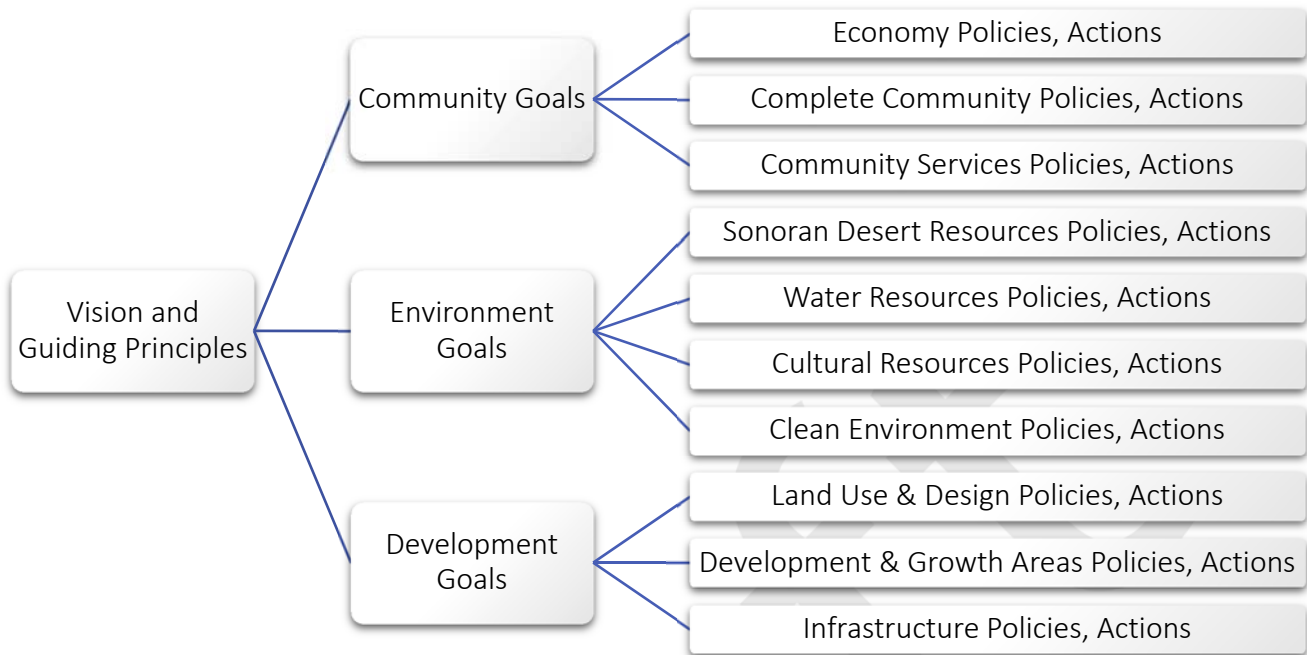 Vision and
Guiding Principles
Community Goals
Economy Policies, Actions
Complete Community Policies, Actions
Community Services Policies, Actions
Environment
Goals
Sonoran Desert Resources Policies, Actions
Water Resources Policies, Actions
Cultural Resources Policies, Actions
Clean Environment Policies, Actions
Development
Goals
Land Use & Design Policies, Actions
Development & Growth Areas Policies, Actions
Infrastructure Policies, Actions